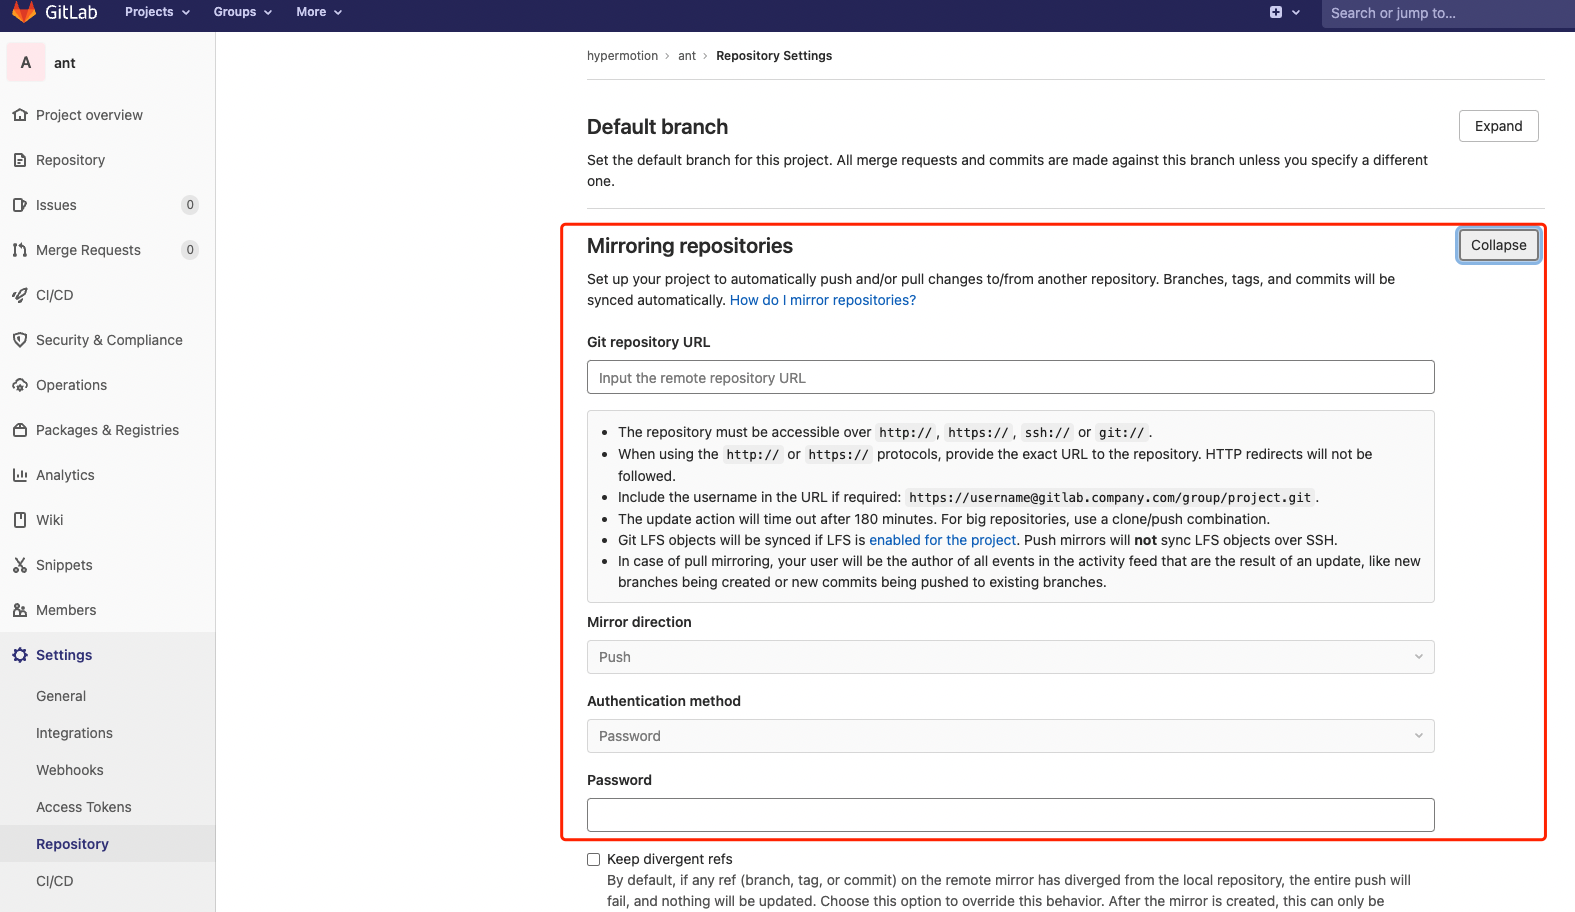 GitLab
Projects
Groups
More
Search or jump to...
A
ant
Project overview
Repository
Issues
0
Merge Requests
0
CI/CD
Security & Compliance
Operations
Packages & Registries
Analytics
Wiki
Snippets
Members
Settings
General
Integrations
Webhooks
Access Tokens
Repository
CI/CD
hypermotion › ant › Repository Settings
Default branch
Expand
Set the default branch for this project. All merge requests and commits are made against this branch unless you specify a different
one.
Mirroring repositories
Collapse
Set up your project to automatically push and/or pull changes to/from another repository. Branches, tags, and commits will be
synced automatically. How do I mirror repositories?
Git repository URL
Input the remote repository URL
• The repository must be accessible over http://, https://, ssh:// or git://.
• When using the http:// or https:// protocols, provide the exact URL to the repository. HTTP redirects will not be
followed.
• Include the username in the URL if required: https://username@gitlab.company.com/group/project.git.
• The update action will time out after 180 minutes. For big repositories, use a clone/push combination.
• Git LFS objects will be synced if LFS is enabled for the project. Push mirrors will not sync LFS objects over SSH.
• In case of pull mirroring, your user will be the author of all events in the activity feed that are the result of an update, like new
branches being created or new commits being pushed to existing branches.
Mirror direction
Push
Authentication method
Password
Password
Keep divergent refs
By default, if any ref (branch, tag, or commit) on the remote mirror has diverged from the local repository, the entire push will
fail, and nothing will be updated. Choose this option to override this behavior. After the mirror is created, this can only be